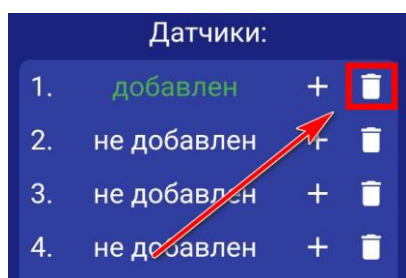 Датчики:
1. добавлен +
2. не добавлен +
3. не добавлен +
4. не добавлен +